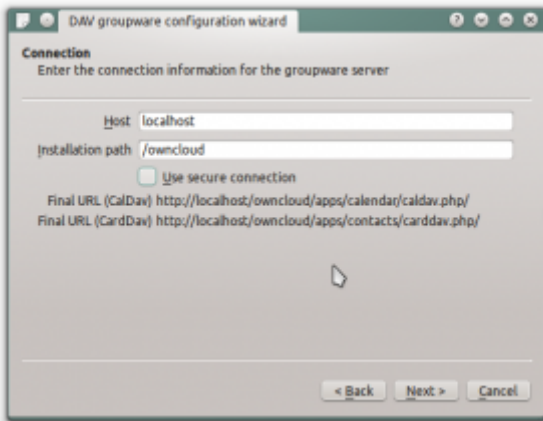 DAV groupware configuration wizard
Connection
Enter the connection information for the groupware server
Host localhost
Installation path /owncloud
Use secure connection
Final URL (CalDav) http://localhost/owncloud/apps/calendar/caldav.php/
Final URL (CardDav) http://localhost/owncloud/apps/contacts/carddav.php/
< Back Next > Cancel